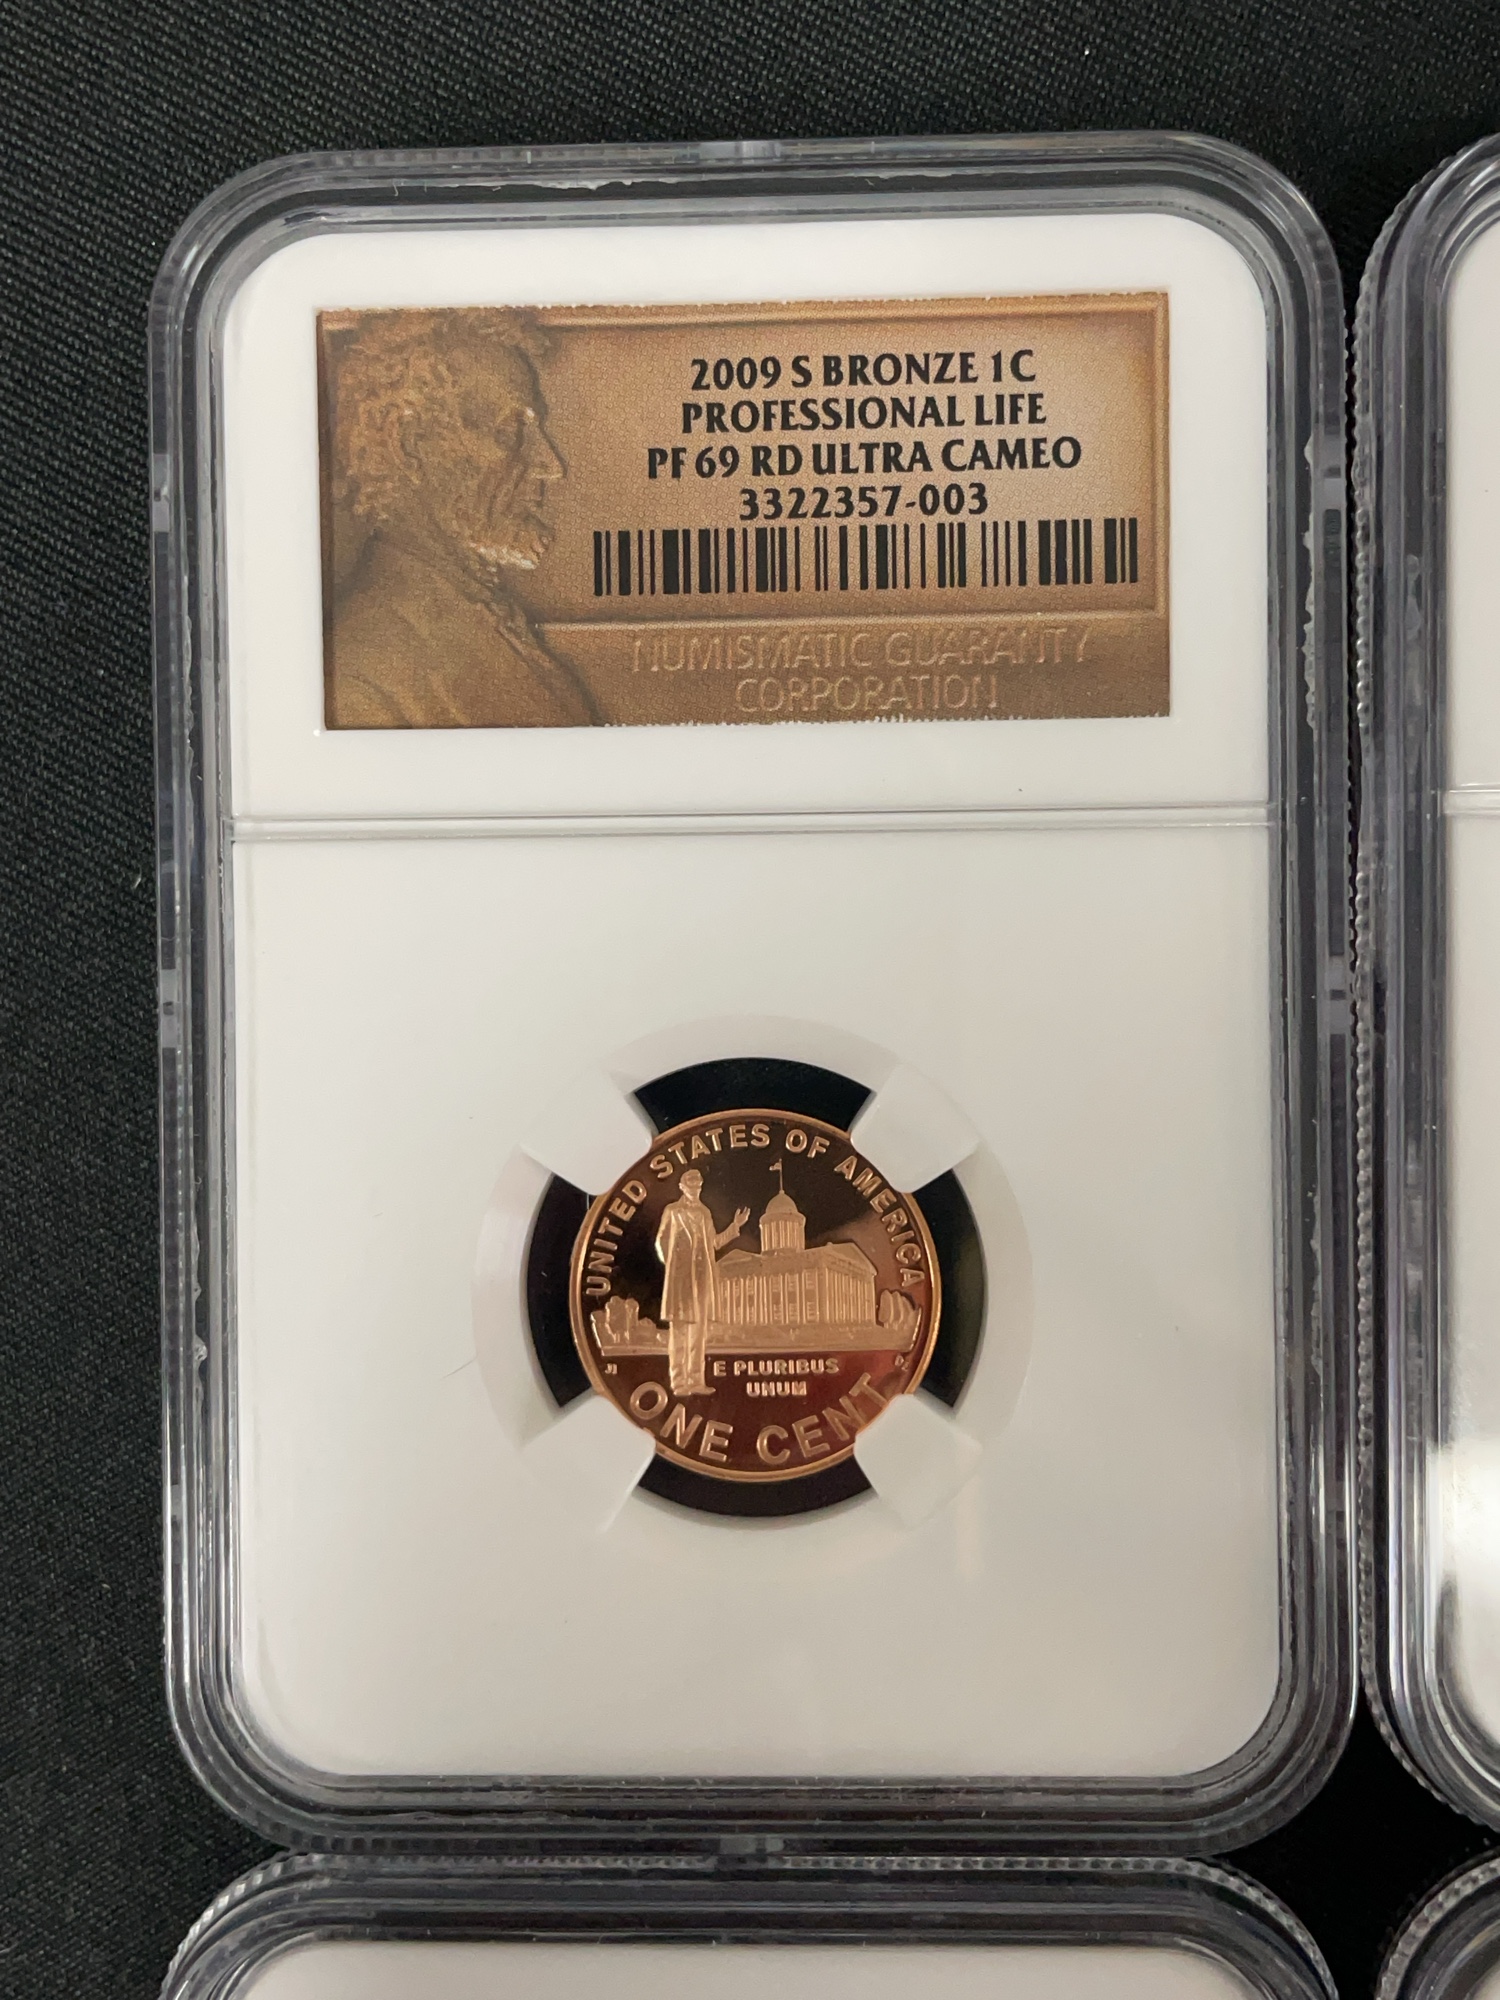 2009 S BRONZE 1C
PROFESSIONAL LIFE
PF 69 RD ULTRA CAMEO
3322357-003
NUMISMATIC GUARANTY
CORPORATION
UNITED STATES OF AMERICA
E PLURIBUS
UNUM
ONE CENT